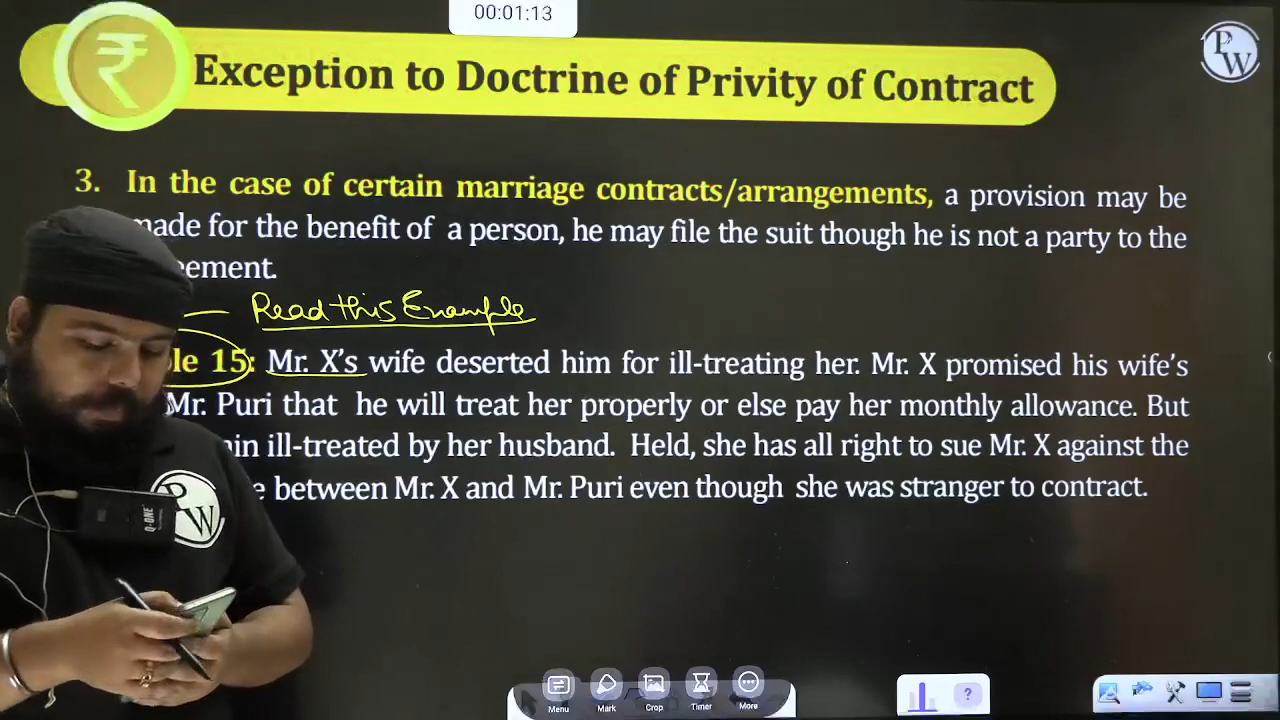 00:01:13
₹
Exception to Doctrine of Privity of Contract
PW
3. In the case of certain marriage contracts/arrangements, a provision may be
made for the benefit of a person, he may file the suit though he is not a party to the
eement.
— Read this Example
le 15: Mr. X's wife deserted him for ill-treating her. Mr. X promised his wife's
Mr. Puri that he will treat her properly or else pay her monthly allowance. But
in ill-treated by her husband. Held, she has all right to sue Mr. X against the
e between Mr. X and Mr. Puri even though she was stranger to contract.
PW
Q-ONE
Menu Mark Crop Timer More
?